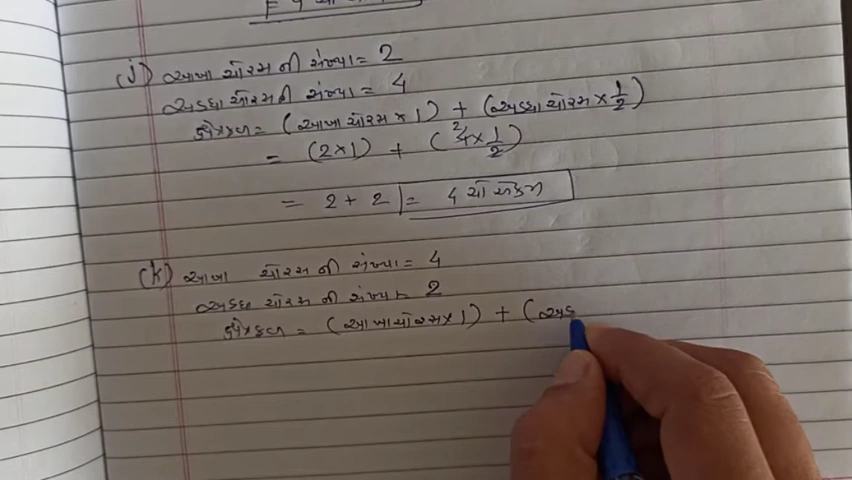 (j) આખા ચોરસ ની સંખ્યા = 2
અડધા ચોરસની સંખ્યા = 4
ક્ષેત્રફળ = (આખા ચોરસ × 1) + (અડધા ચોરસ × 1/2)
= (2×1) + (4 2 × 1/2)
= 2 + 2 = 4 ચો એકમ
(k) આખા ચોરસ ની સંખ્યા = 4
અડધા ચોરસ ની સંખ્યા = 2
ક્ષેત્રફળ = (આખા ચોરસ × 1) + (અડ